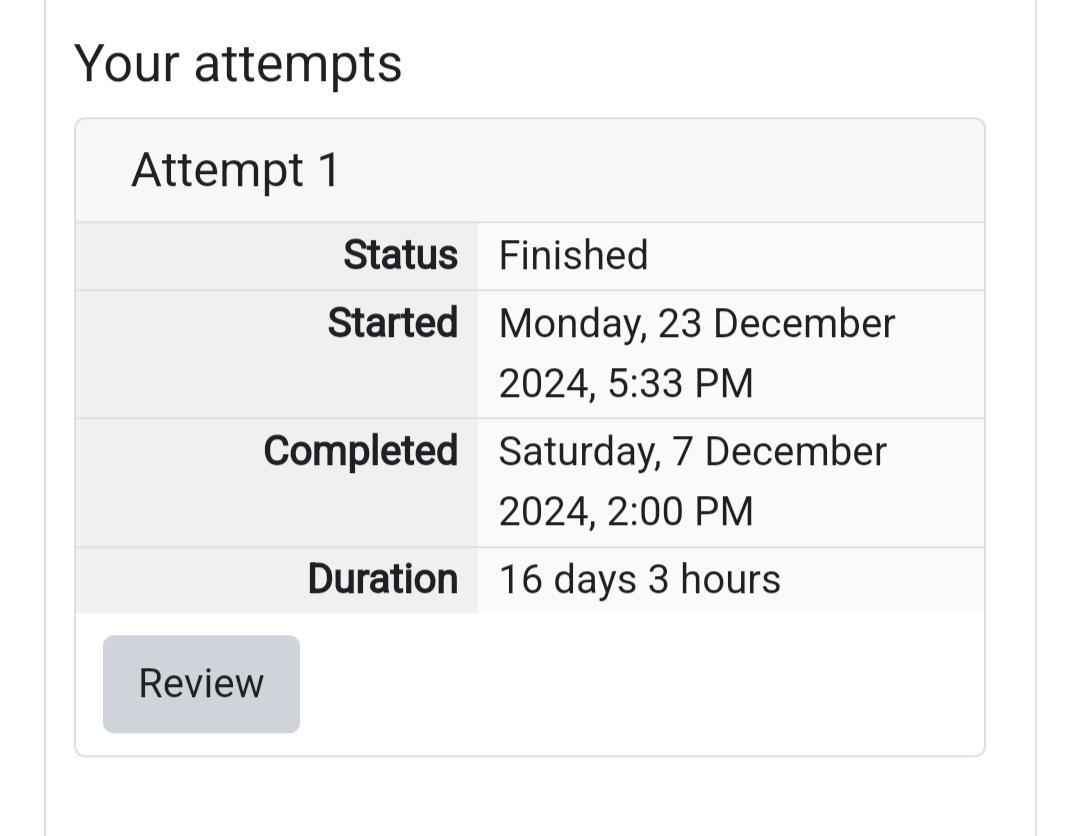 Your attempts
Attempt 1
Status Finished
Started Monday, 23 December
2024, 5:33 PM
Completed Saturday, 7 December
2024, 2:00 PM
Duration 16 days 3 hours
Review